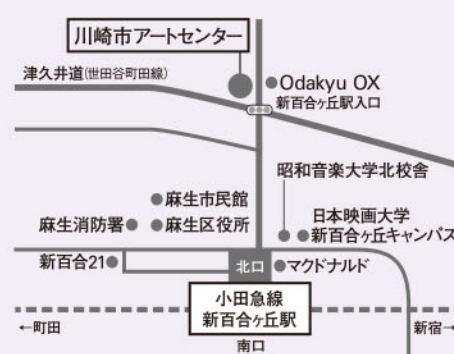 川崎市アートセンター
津久井道(世田谷町田線)
●Odakyu OX
新百合ヶ丘駅入口
昭和音楽大学北校舎
●麻生市民館
麻生消防署●
●麻生区役所
日本映画大学
●新百合ヶ丘キャンパス
新百合21●
北口
●マクドナルド
小田急線
新百合ヶ丘駅
←町田
新宿→
南口